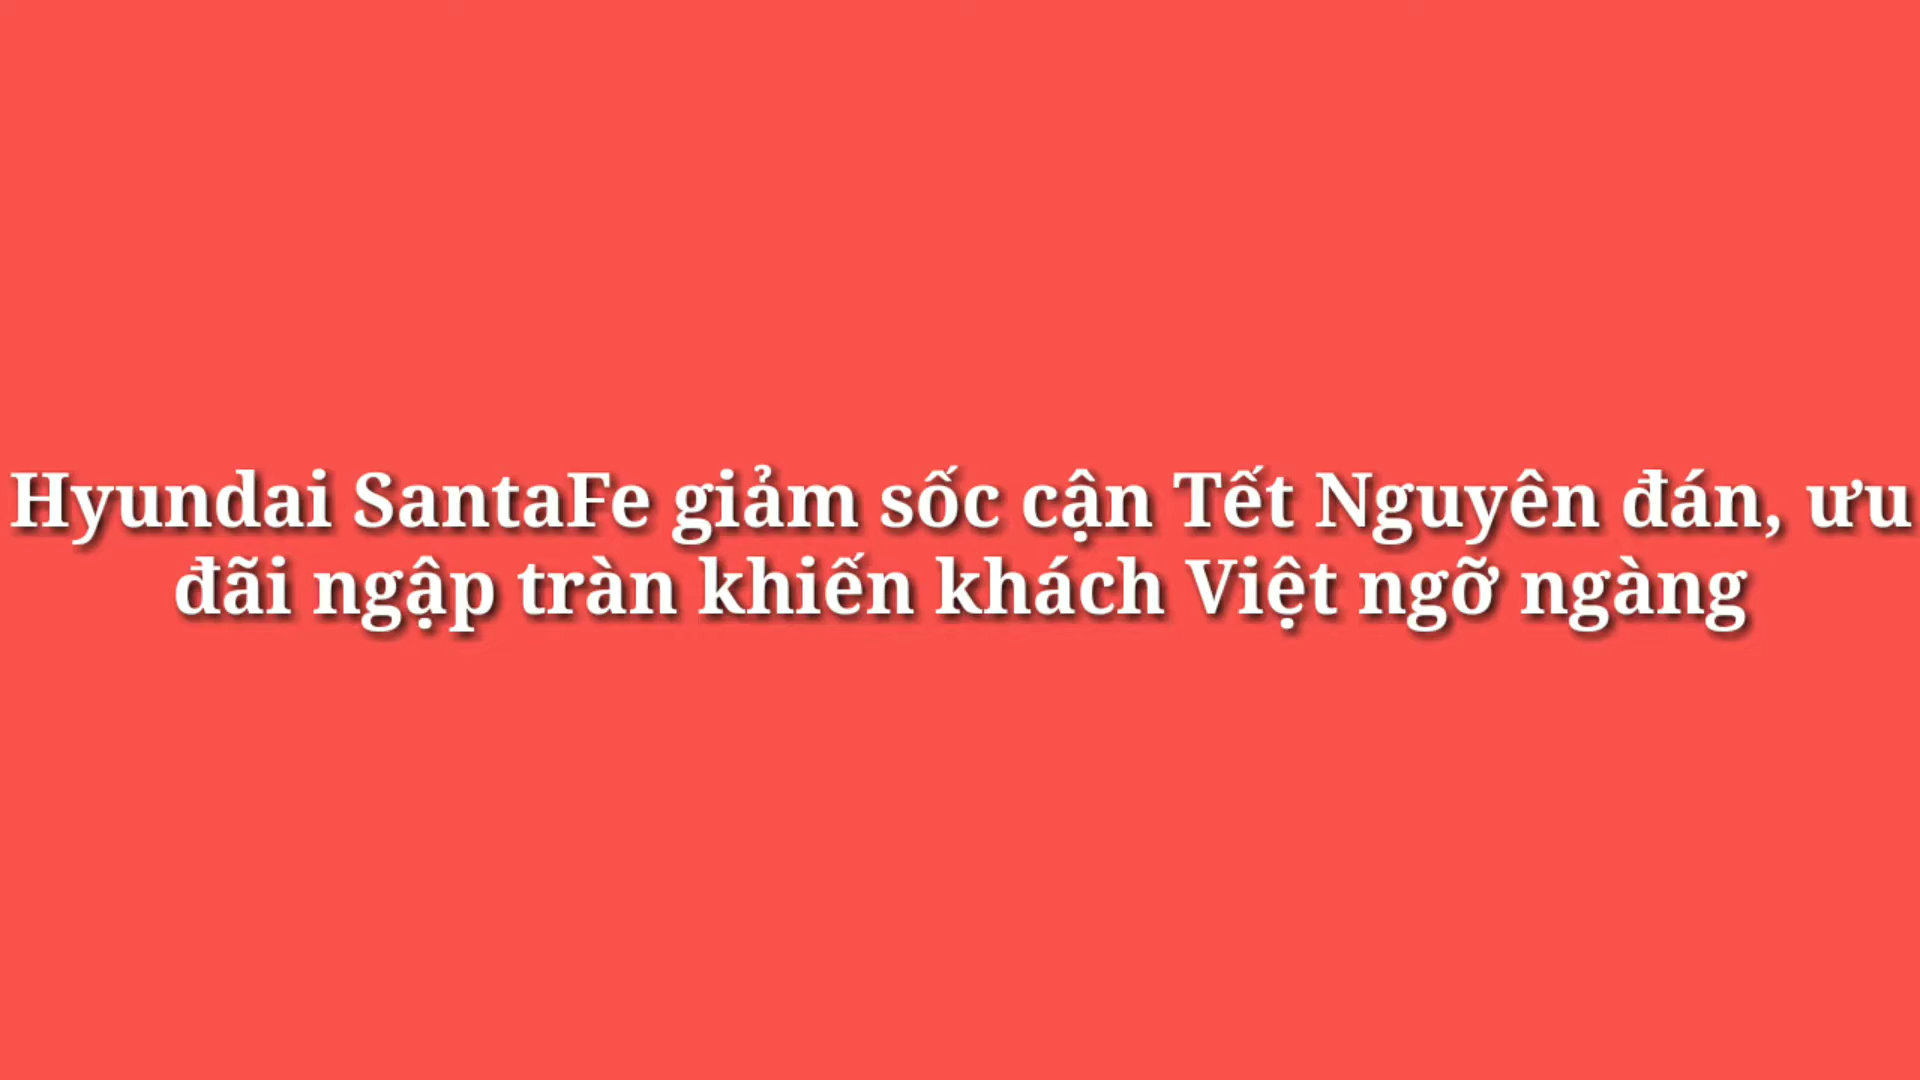 Hyundai SantaFe giảm sốc cận Tết Nguyên đán, ưu
đãi ngập tràn khiến khách Việt ngỡ ngàng